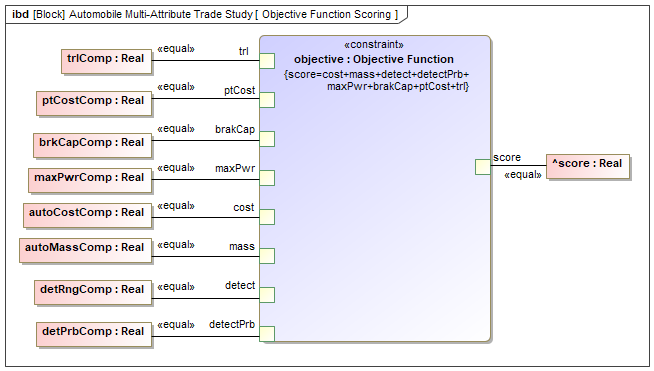 ibd [Block] Automobile Multi-Attribute Trade Study [ Objective Function Scoring ]
«constraint»
objective : Objective Function
{score=cost+mass+detect+detectPrb+
maxPwr+brakCap+ptCost+trl}
trlComp : Real «equal» trl
ptCostComp : Real «equal» ptCost
brkCapComp : Real «equal» brakCap
maxPwrComp : Real «equal» maxPwr
autoCostComp : Real «equal» cost
autoMassComp : Real «equal» mass
detRngComp : Real «equal» detect
detPrbComp : Real «equal» detectPrb
score «equal» ^score : Real